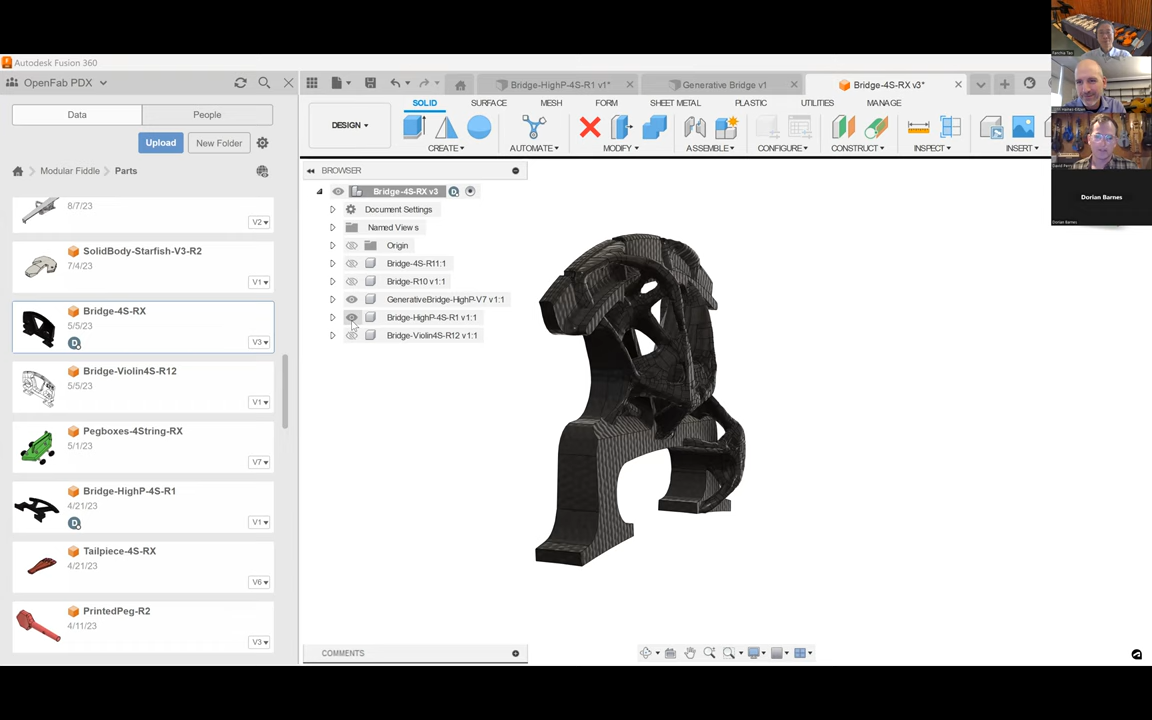 Autodesk Fusion 360
OpenFab PDX
Bridge-HighP-4S-R1 v1*
Generative Bridge v1
Bridge-4S-RX v3*
Data
People
Upload
New Folder
Modular Fiddle
Parts
8/7/23
V2
SolidBody-Starfish-V3-R2
7/4/23
V1
Bridge-4S-RX
5/5/23
V3
Bridge-Violin4S-R12
5/5/23
V1
Pegboxes-4String-RX
5/1/23
V7
Bridge-HighP-4S-R1
4/21/23
V1
Tailpiece-4S-RX
4/21/23
V6
PrintedPeg-R2
4/11/23
V3
DESIGN
SOLID
SURFACE
MESH
FORM
SHEET METAL
PLASTIC
UTILITIES
MANAGE
CREATE
AUTOMATE
MODIFY
ASSEMBLE
CONFIGURE
CONSTRUCT
INSPECT
INSERT
BROWSER
Bridge-4S-RX v3
Document Settings
Named Views
Origin
Bridge-4S-R11:1
Bridge-R10 v1:1
GenerativeBridge-HighP-V7 v1:1
Bridge-HighP-4S-R1 v1:1
Bridge-Violin4S-R12 v1:1
COMMENTS
David Perry
Dorian Barnes
Dorian Barnes